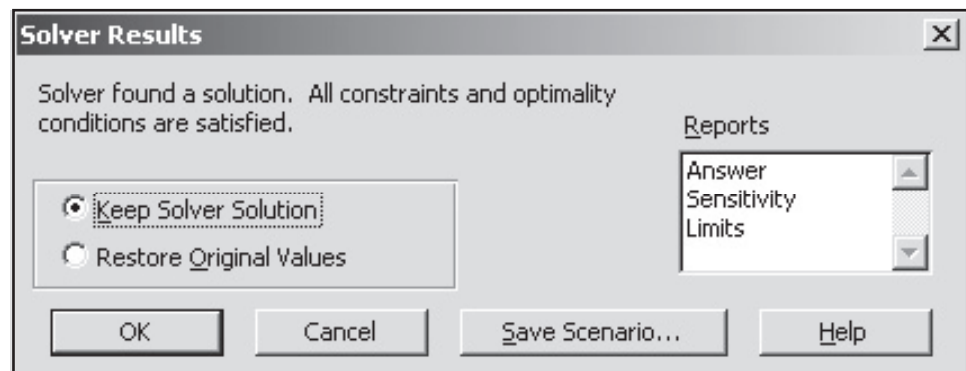 Solver Results
Solver found a solution. All constraints and optimality
conditions are satisfied.
Reports
Answer
Sensitivity
Limits
Keep Solver Solution
Restore Original Values
OK
Cancel
Save Scenario...
Help